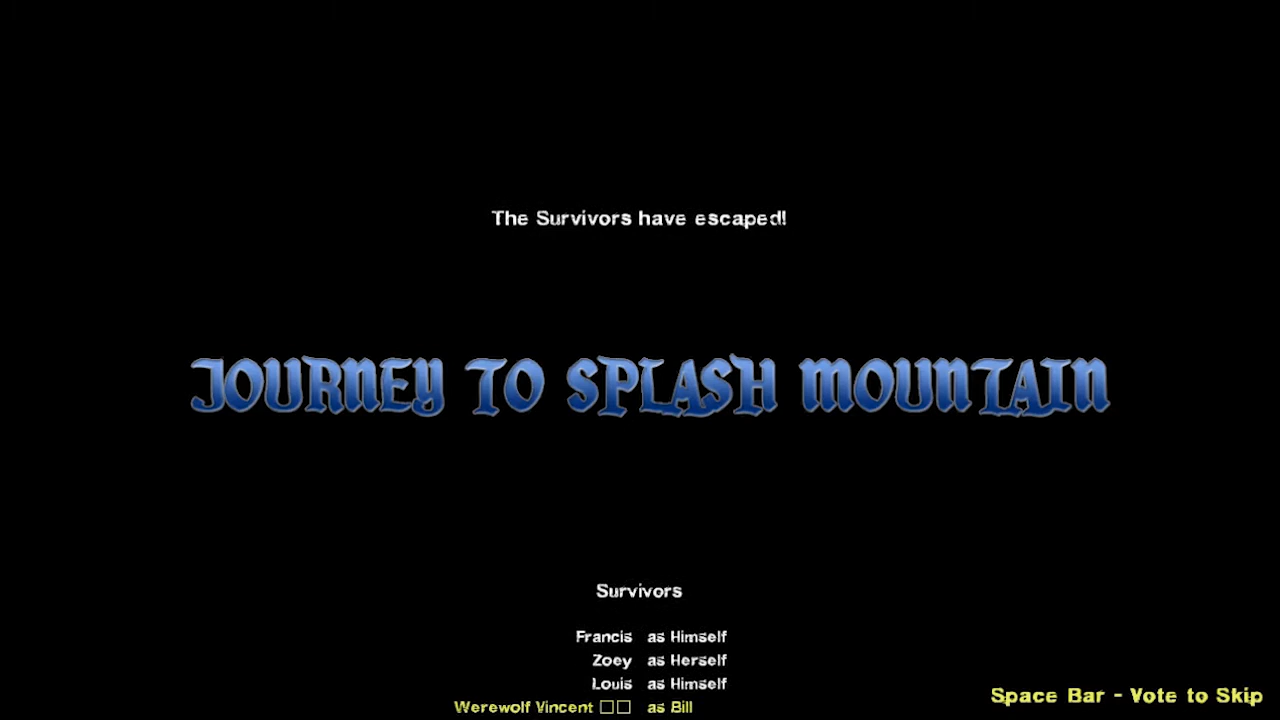 The Survivors have escaped!
JOURNEY TO SPLASH MOUNTAIN
Survivors
Francis as Himself
Zoey as Herself
Louis as Himself
Werewolf Vincent □□ as Bill
Space Bar - Vote to Skip